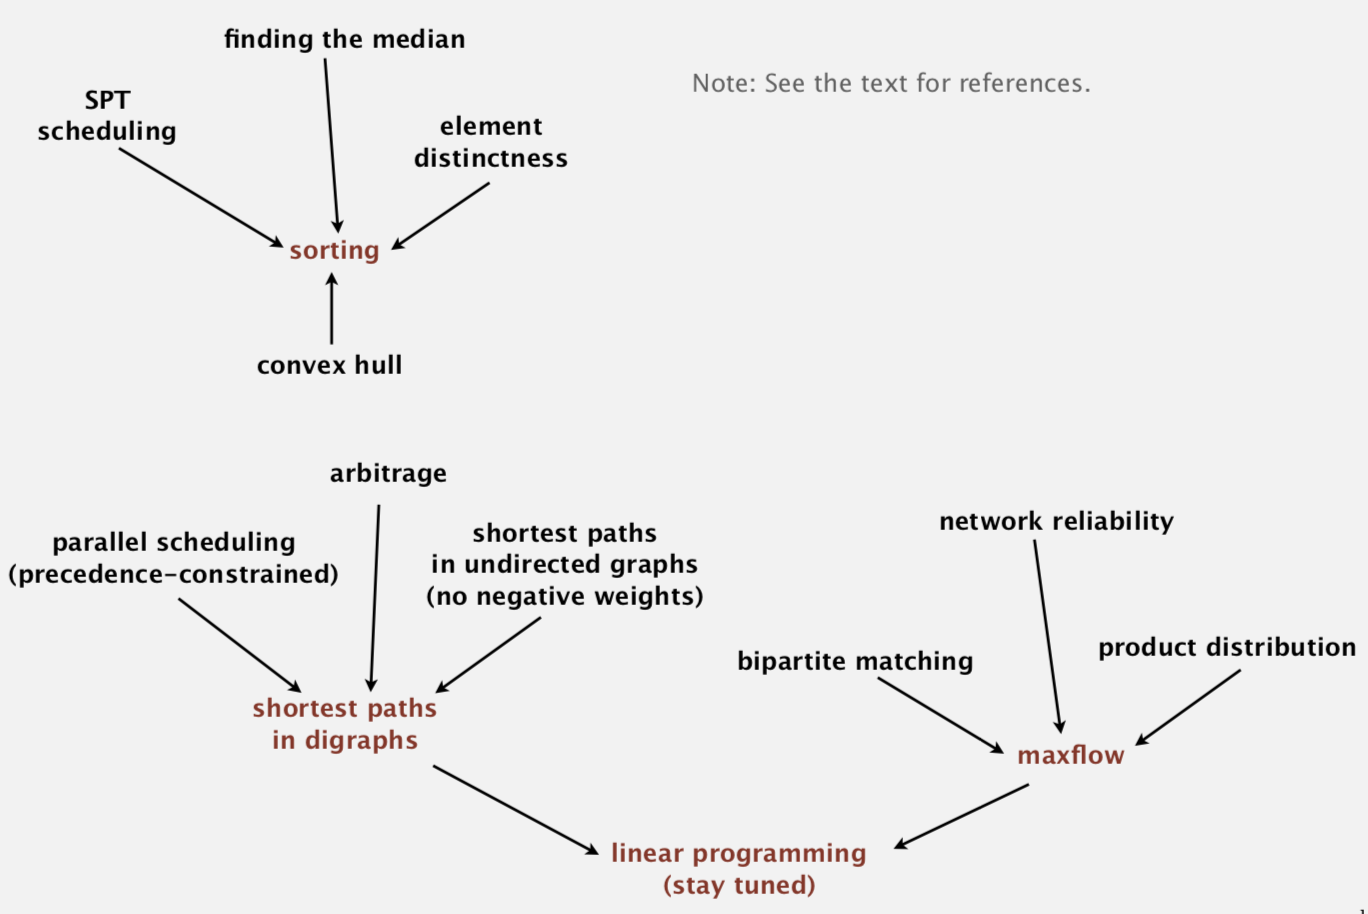 finding the median
Note: See the text for references.
SPT
scheduling
element
distinctness
sorting
convex hull
arbitrage
parallel scheduling
(precedence-constrained)
shortest paths
in undirected graphs
(no negative weights)
network reliability
bipartite matching
product distribution
shortest paths
in digraphs
maxflow
linear programming
(stay tuned)